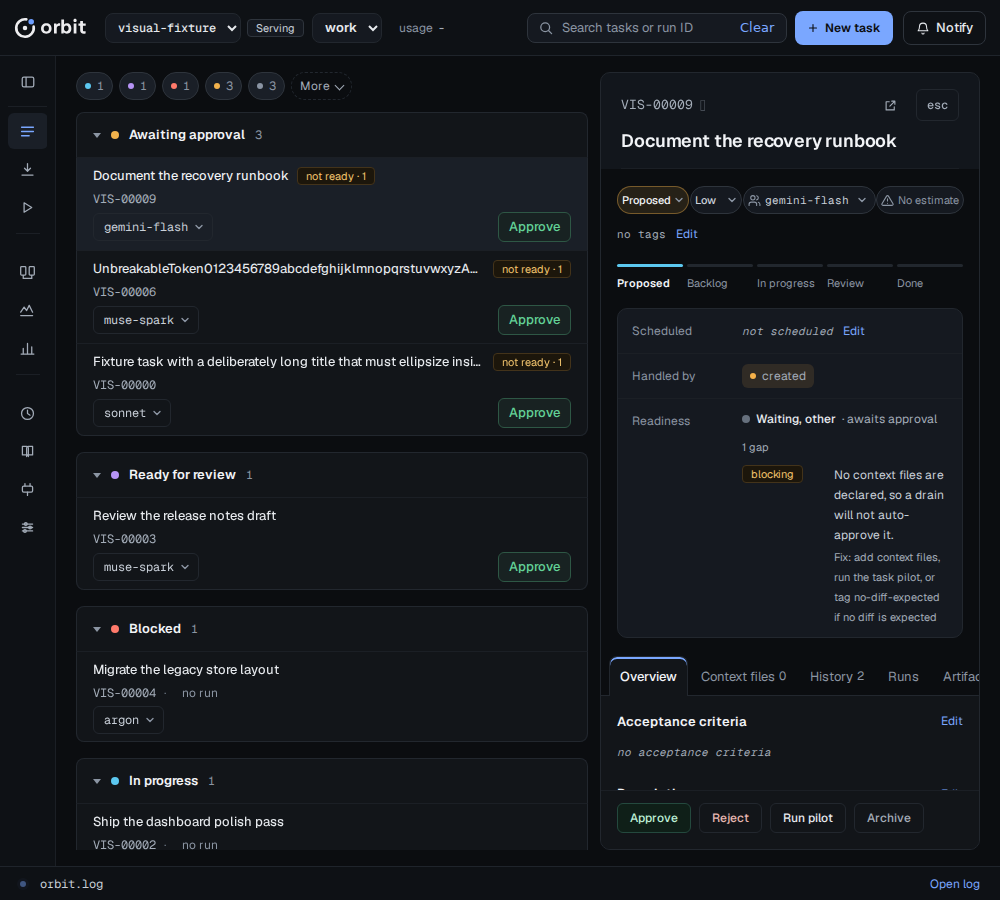 orbit
visual-fixture
Serving
work
usage -
Search tasks or run ID
Clear
+ New task
Notify
1
1
1
3
3
More
Awaiting approval 3
Document the recovery runbook
not ready · 1
VIS-00009
gemini-flash
Approve
UnbreakableToken0123456789abcdefghijklmnopqrstuvwxyzA...
not ready · 1
VIS-00006
muse-spark
Approve
Fixture task with a deliberately long title that must ellipsize insi...
not ready · 1
VIS-00000
sonnet
Approve
Ready for review 1
Review the release notes draft
VIS-00003
muse-spark
Approve
Blocked 1
Migrate the legacy store layout
VIS-00004 · no run
argon
In progress 1
Ship the dashboard polish pass
VIS-00002 · no run
VIS-00009
esc
Document the recovery runbook
Proposed
Low
gemini-flash
No estimate
no tags Edit
Proposed
Backlog
In progress
Review
Done
Scheduled
not scheduled Edit
Handled by
created
Readiness
Waiting, other · awaits approval
1 gap
blocking
No context files are
declared, so a drain
will not auto-
approve it.
Fix: add context files,
run the task pilot, or
tag no-diff-expected
if no diff is expected
Overview
Context files 0
History 2
Runs
Artifac
Acceptance criteria
Edit
no acceptance criteria
Approve
Reject
Run pilot
Archive
orbit.log
Open log